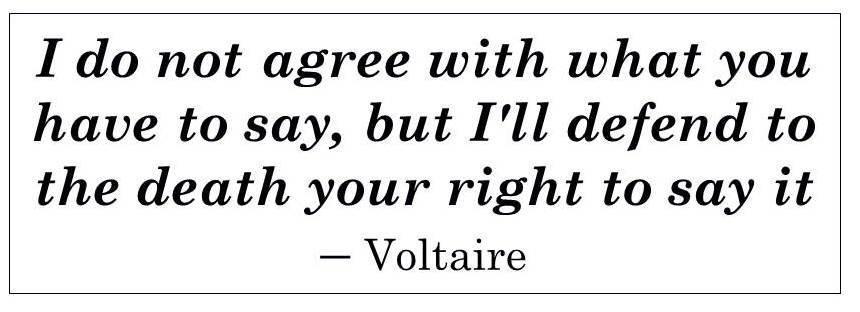 I do not agree with what you
have to say, but I'll defend to
the death your right to say it
— Voltaire